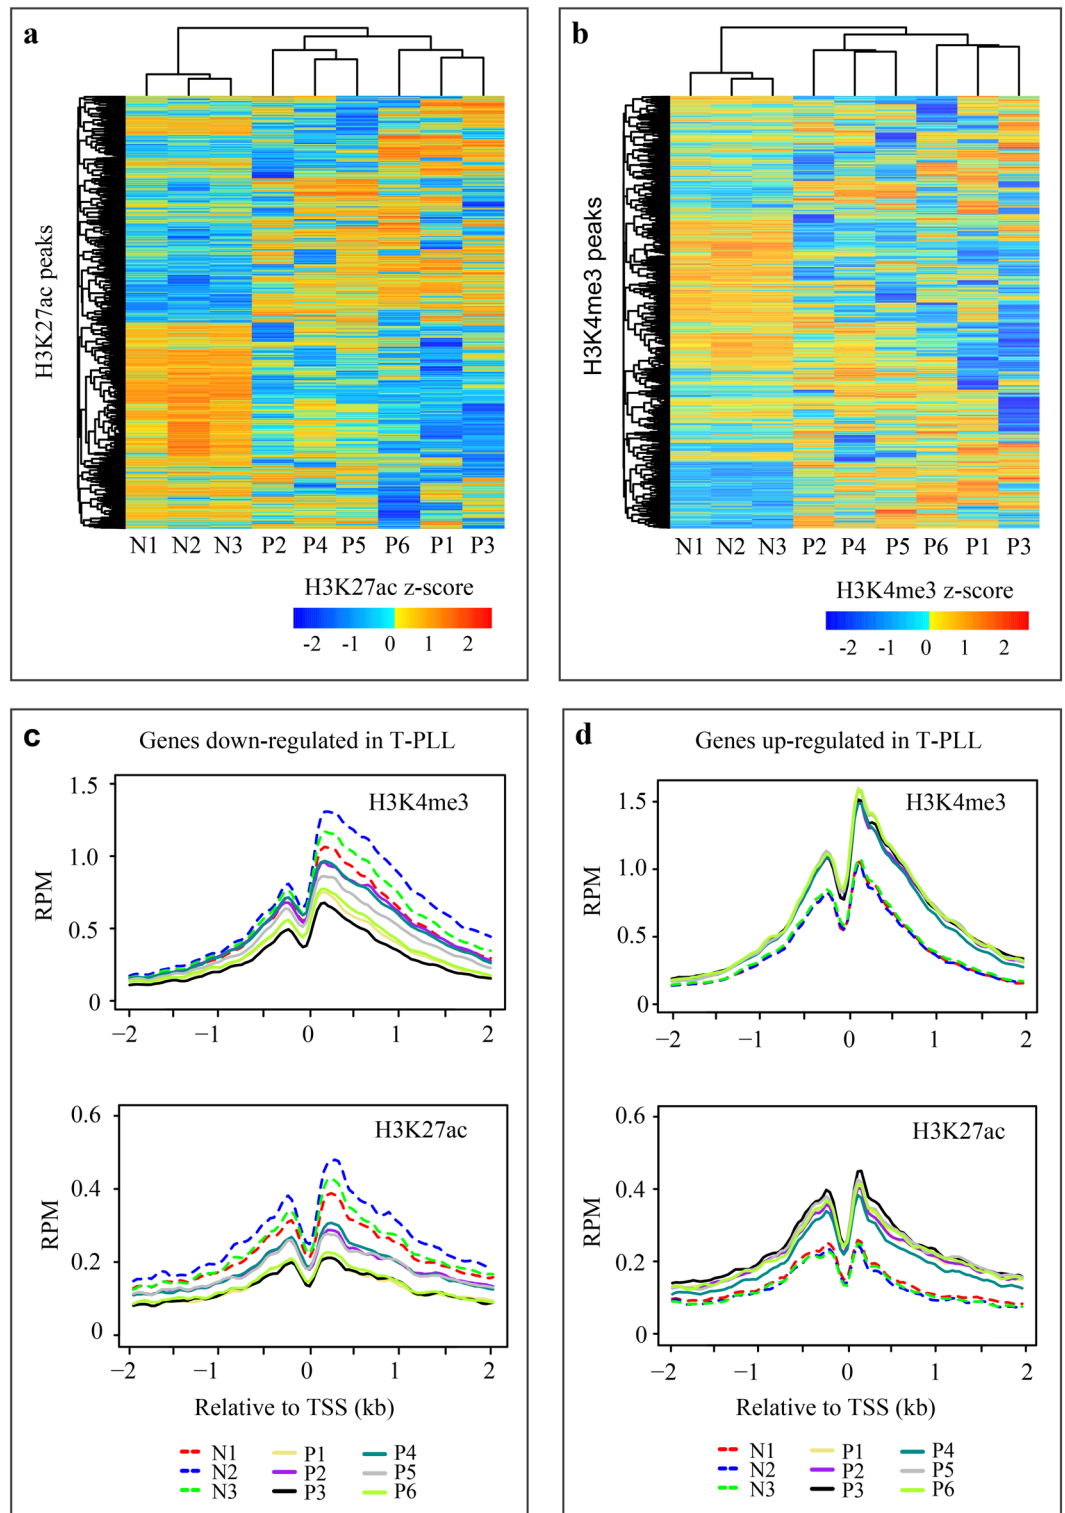 a
H3K27ac peaks
N1 N2 N3 P2 P4 P5 P6 P1 P3
H3K27ac z-score
-2 -1 0 1 2
b
H3K4me3 peaks
N1 N2 N3 P2 P4 P5 P6 P1 P3
H3K4me3 z-score
-2 -1 0 1 2
c
Genes down-regulated in T-PLL
H3K4me3
RPM
1.5
1.0
0.5
0
−2 −1 0 1 2
H3K27ac
RPM
0.6
0.4
0.2
0
−2 −1 0 1 2
Relative to TSS (kb)
N1 P1 P4
N2 P2 P5
N3 P3 P6
d
Genes up-regulated in T-PLL
H3K4me3
RPM
1.5
1.0
0.5
0
−2 −1 0 1 2
H3K27ac
RPM
0.6
0.4
0.2
0
−2 −1 0 1 2
Relative to TSS (kb)
N1 P1 P4
N2 P2 P5
N3 P3 P6